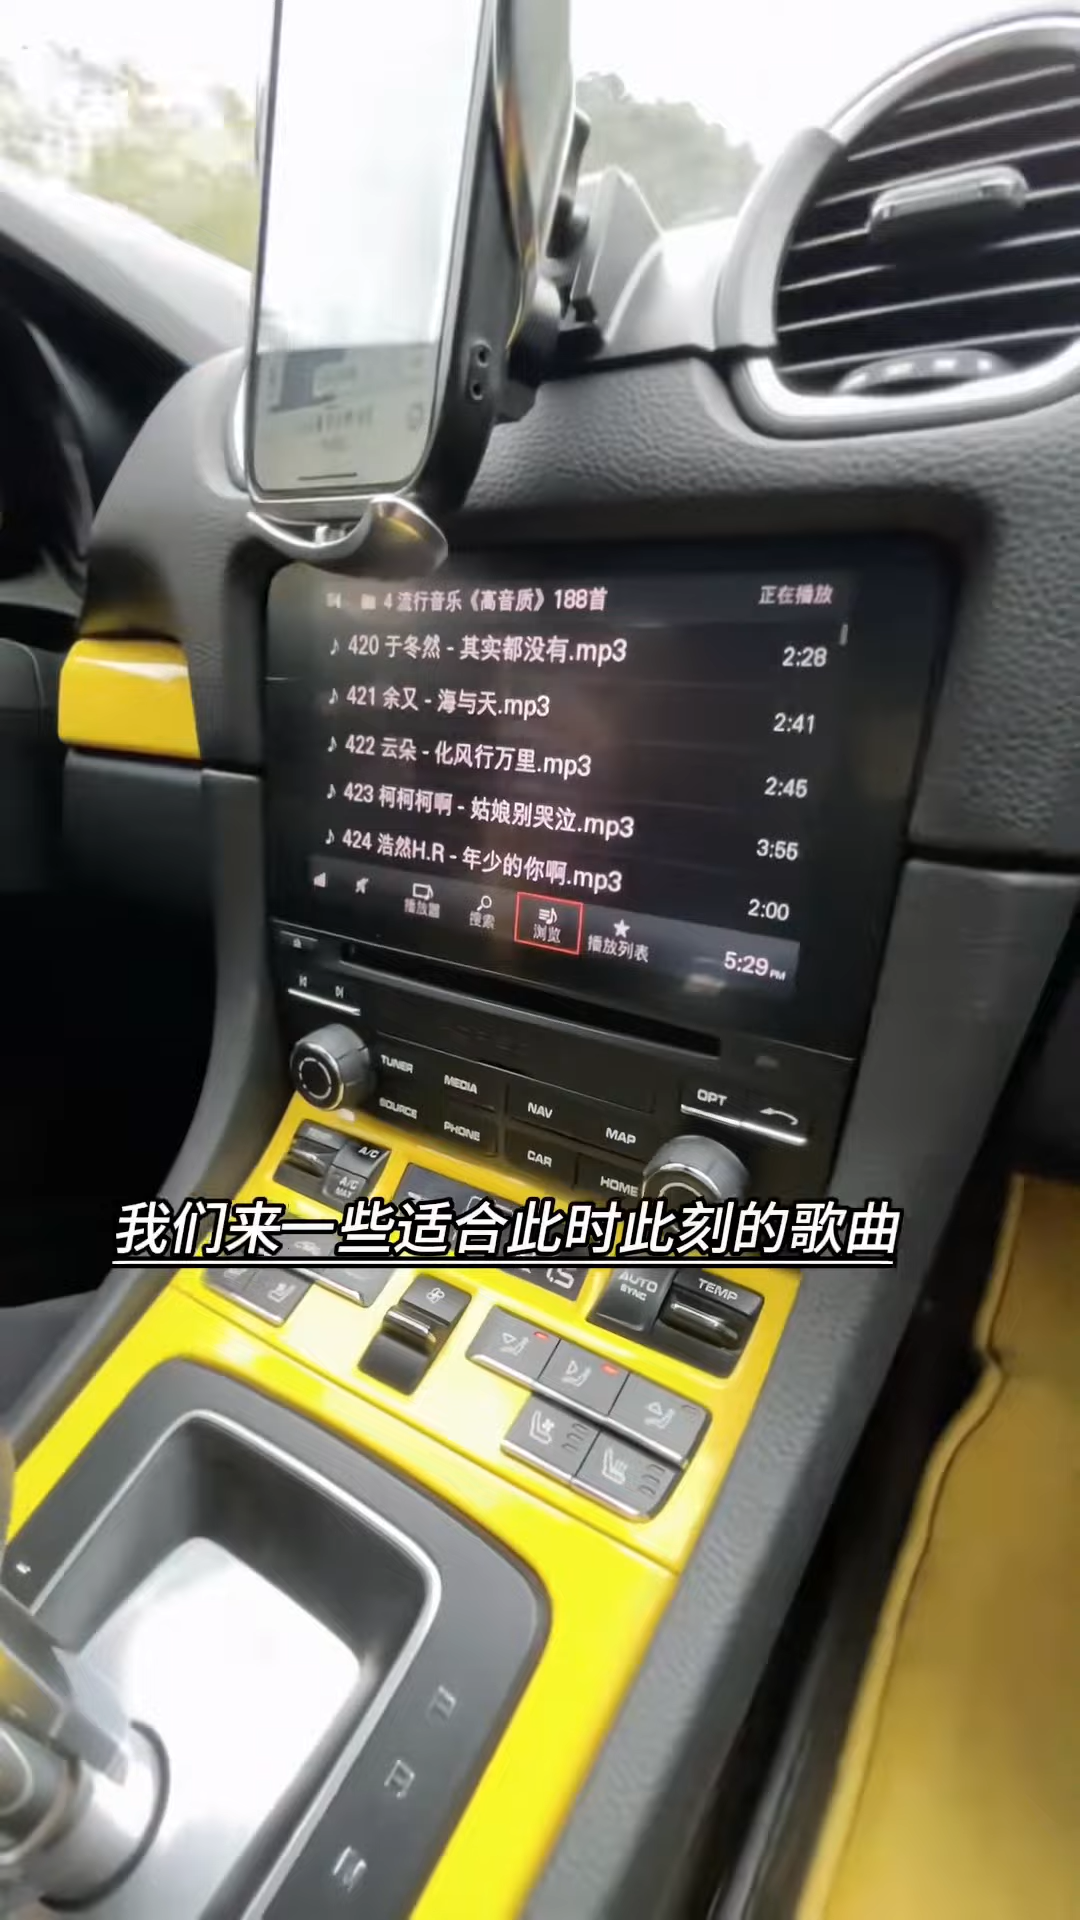 4 流行音乐《高音质》188首 正在播放
420 于冬然 - 其实都没有.mp3 2:28
421 余又 - 海与天.mp3 2:41
422 云朵 - 化风行万里.mp3 2:45
423 柯柯柯啊 - 姑娘别哭泣.mp3 3:55
424 浩然H.R - 年少的你啊.mp3 2:00
播放器 搜索 浏览 播放列表 5:29PM
TUNER MEDIA NAV MAP OPT
SOURCE PHONE CAR HOME
A/C
A/C MAX
我们来一些适合此时此刻的歌曲
AUTO TEMP
SYNC